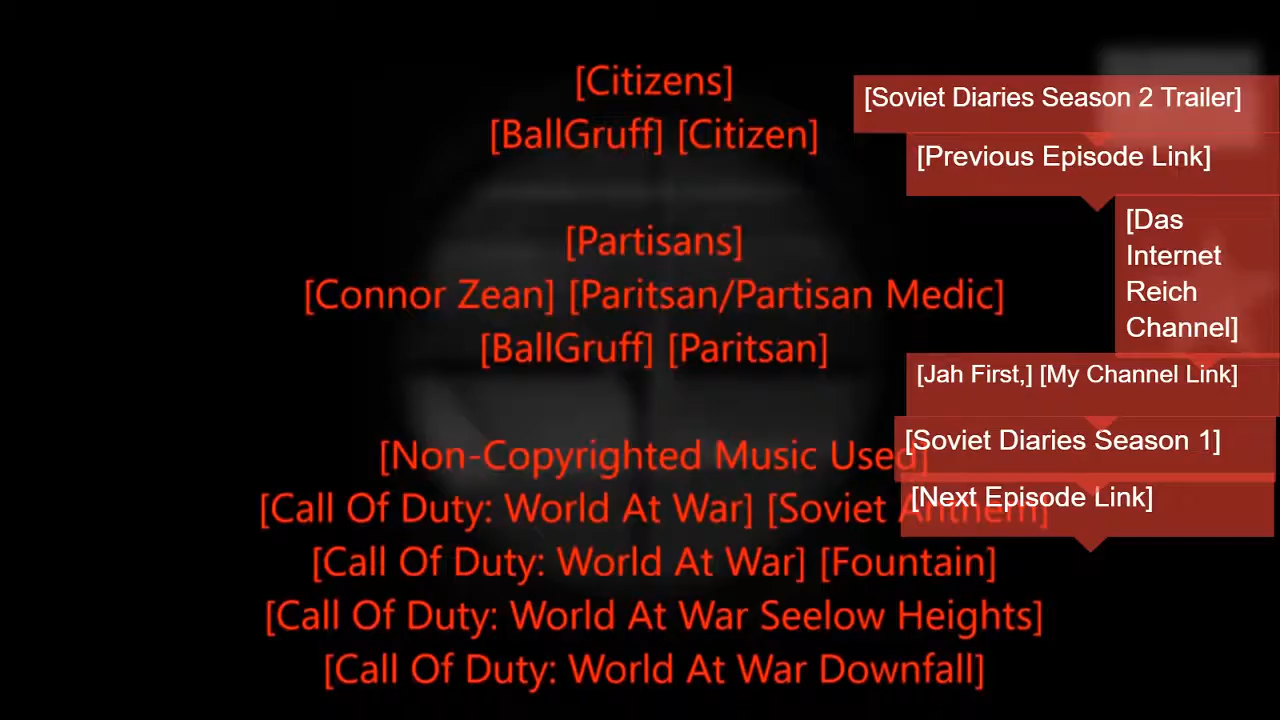 [Citizens]
[BallGruff] [Citizen]
[Partisans]
[Connor Zean] [Paritsan/Partisan Medic]
[BallGruff] [Paritsan]
[Non-Copyrighted Music Used]
[Call Of Duty: World At War] [Soviet Anthem]
[Call Of Duty: World At War] [Fountain]
[Call Of Duty: World At War Seelow Heights]
[Call Of Duty: World At War Downfall]
[Soviet Diaries Season 2 Trailer]
[Previous Episode Link]
[Das
Internet
Reich
Channel]
[Jah First,] [My Channel Link]
[Soviet Diaries Season 1]
[Next Episode Link]